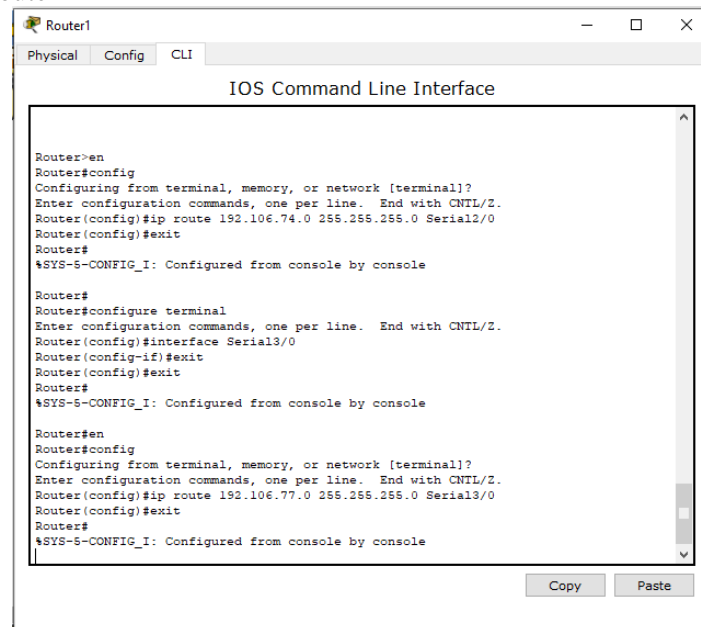 Router1
Physical Config CLI
IOS Command Line Interface
Router>en
Router#config
Configuring from terminal, memory, or network [terminal]?
Enter configuration commands, one per line. End with CNTL/Z.
Router(config)#ip route 192.106.74.0 255.255.255.0 Serial2/0
Router(config)#exit
Router#
%SYS-5-CONFIG_I: Configured from console by console
Router#
Router#configure terminal
Enter configuration commands, one per line. End with CNTL/Z.
Router(config)#interface Serial3/0
Router(config-if)#exit
Router(config)#exit
Router#
%SYS-5-CONFIG_I: Configured from console by console
Router#en
Router#config
Configuring from terminal, memory, or network [terminal]?
Enter configuration commands, one per line. End with CNTL/Z.
Router(config)#ip route 192.106.77.0 255.255.255.0 Serial3/0
Router(config)#exit
Router#
%SYS-5-CONFIG_I: Configured from console by console
Copy Paste